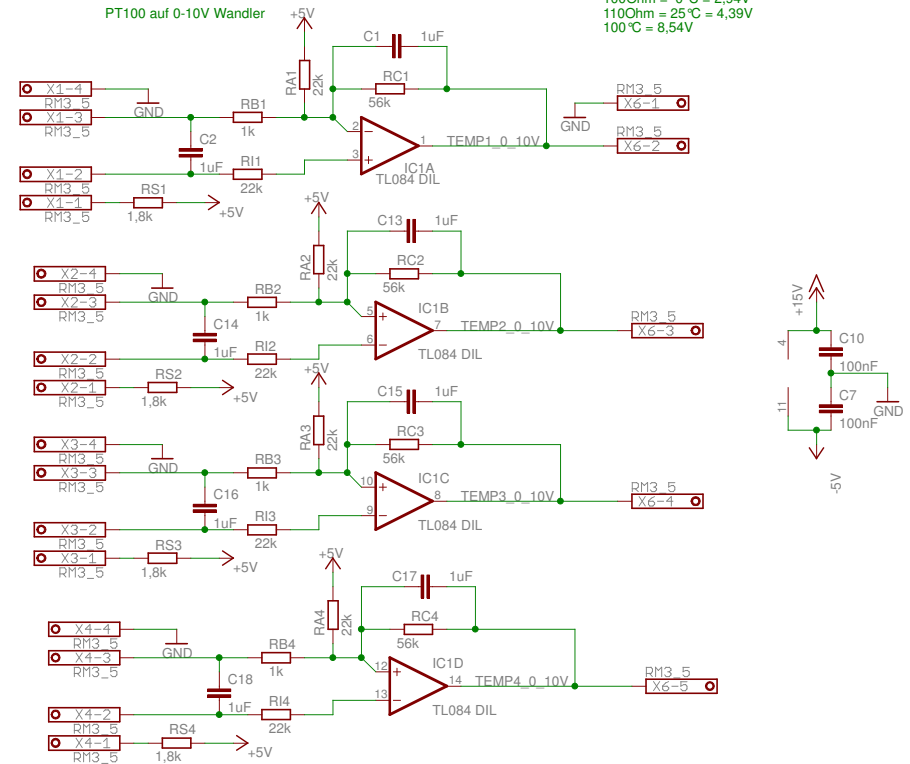 PT100 auf 0-10V Wandler
110Ohm = 25°C = 4,39V
100°C = 8,54V
+5V
C1
1uF
RA1
22k
RC1
56k
X1-4
RM3_5
GND
X1-3
RM3_5
RB1
1k
C2
1uF
2
3
1
TEMP1_0_10V
IC1A
TL084 DIL
X1-2
RM3_5
RI1
22k
X1-1
RM3_5
RS1
1,8k
+5V
RM3_5
X6-1
GND
RM3_5
X6-2
+5V
C13
1uF
RA2
22k
RC2
56k
X2-4
RM3_5
GND
X2-3
RM3_5
RB2
1k
C14
1uF
5
6
7
IC1B
TEMP2_0_10V
TL084 DIL
RM3_5
X6-3
X2-2
RM3_5
RI2
22k
X2-1
RM3_5
RS2
1,8k
+5V
+15V
4
C10
100nF
11
C7
100nF
GND
-5V
+5V
C15
1uF
RA3
22k
RC3
56k
X3-4
RM3_5
GND
X3-3
RM3_5
RB3
1k
C16
1uF
10
9
8
IC1C
TEMP3_0_10V
TL084 DIL
RM3_5
X6-4
X3-2
RM3_5
RI3
22k
X3-1
RM3_5
RS3
1,8k
+5V
+5V
C17
1uF
RA4
22k
RC4
56k
X4-4
RM3_5
GND
X4-3
RM3_5
RB4
1k
C18
1uF
12
13
14
IC1D
TEMP4_0_10V
TL084 DIL
RM3_5
X6-5
X4-2
RM3_5
RI4
22k
X4-1
RM3_5
RS4
1,8k
+5V